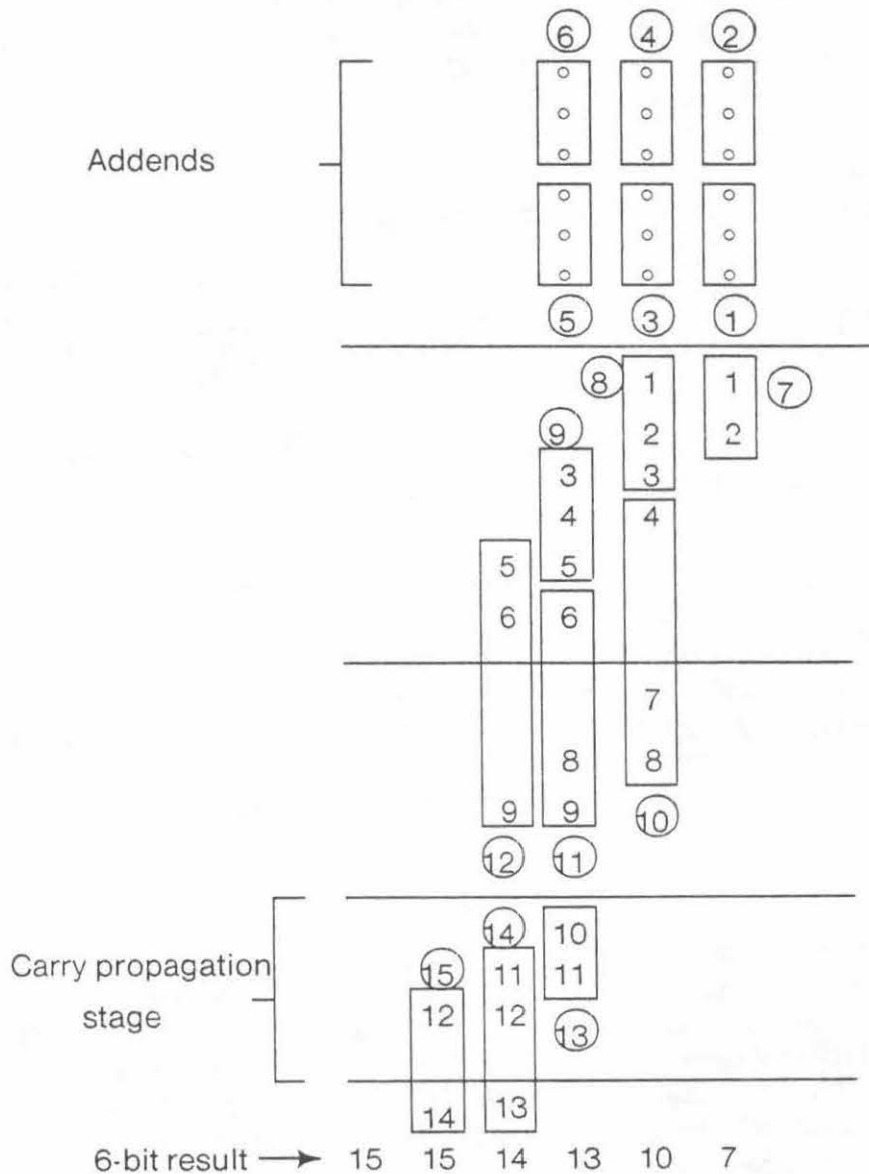 6 4 2
Addends
5 3 1
8 1 1 7
9 2 2
3 3
4 4
5 5
6 6
7
8 8
9 9 10
12 11
14 10
Carry propagation 15 11 11
stage 12 12 13
14 13
6-bit result → 15 15 14 13 10 7